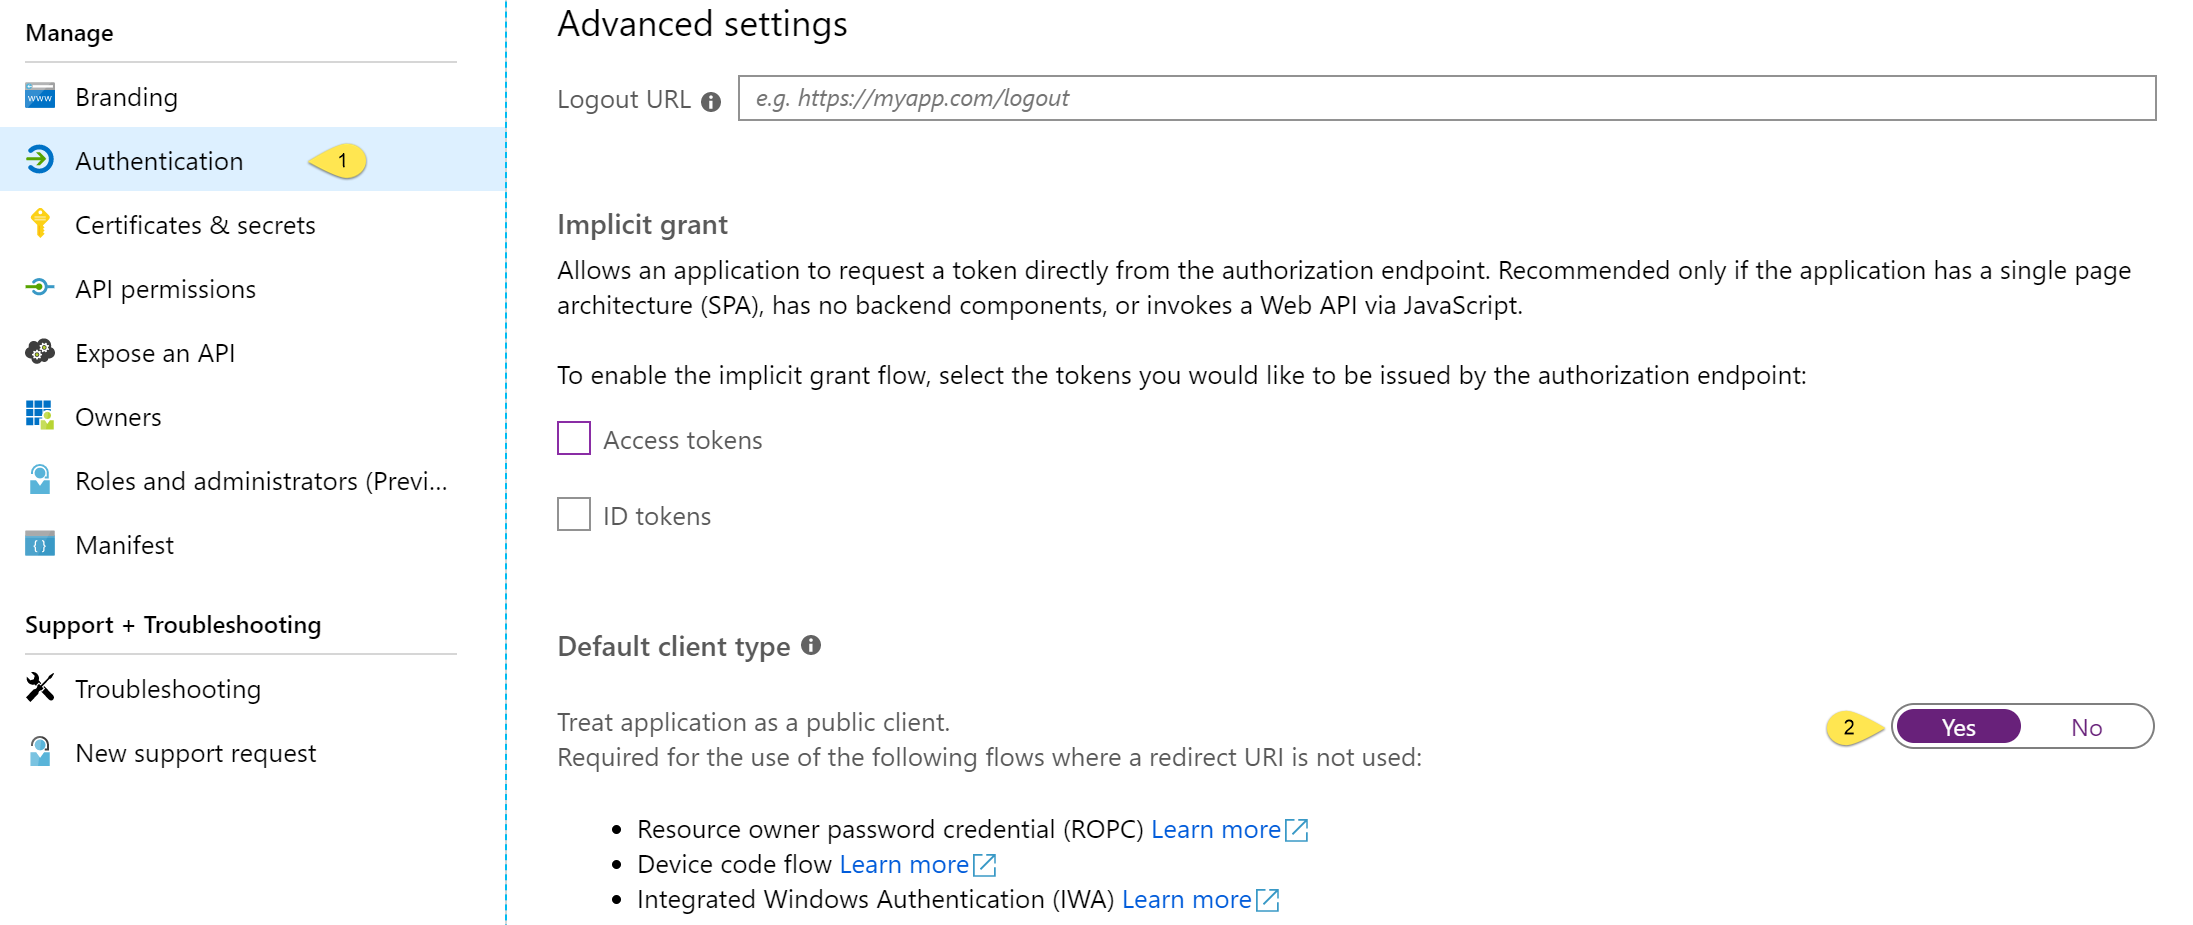 Manage
Branding
Authentication
1
Certificates & secrets
API permissions
Expose an API
Owners
Roles and administrators (Previ...
Manifest
Support + Troubleshooting
Troubleshooting
New support request
Advanced settings
Logout URL
e.g. https://myapp.com/logout
Implicit grant
Allows an application to request a token directly from the authorization endpoint. Recommended only if the application has a single page
architecture (SPA), has no backend components, or invokes a Web API via JavaScript.
To enable the implicit grant flow, select the tokens you would like to be issued by the authorization endpoint:
Access tokens
ID tokens
Default client type
Treat application as a public client.
Required for the use of the following flows where a redirect URI is not used:
2
Yes No
Resource owner password credential (ROPC) Learn more
Device code flow Learn more
Integrated Windows Authentication (IWA) Learn more